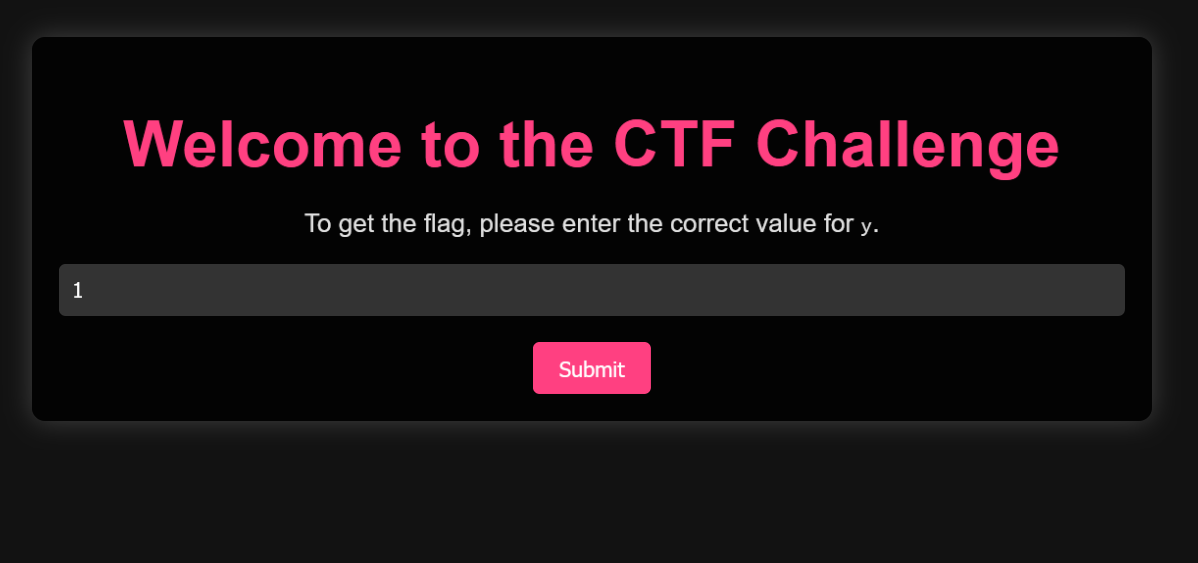 Welcome to the CTF Challenge
To get the flag, please enter the correct value for y.
1
Submit